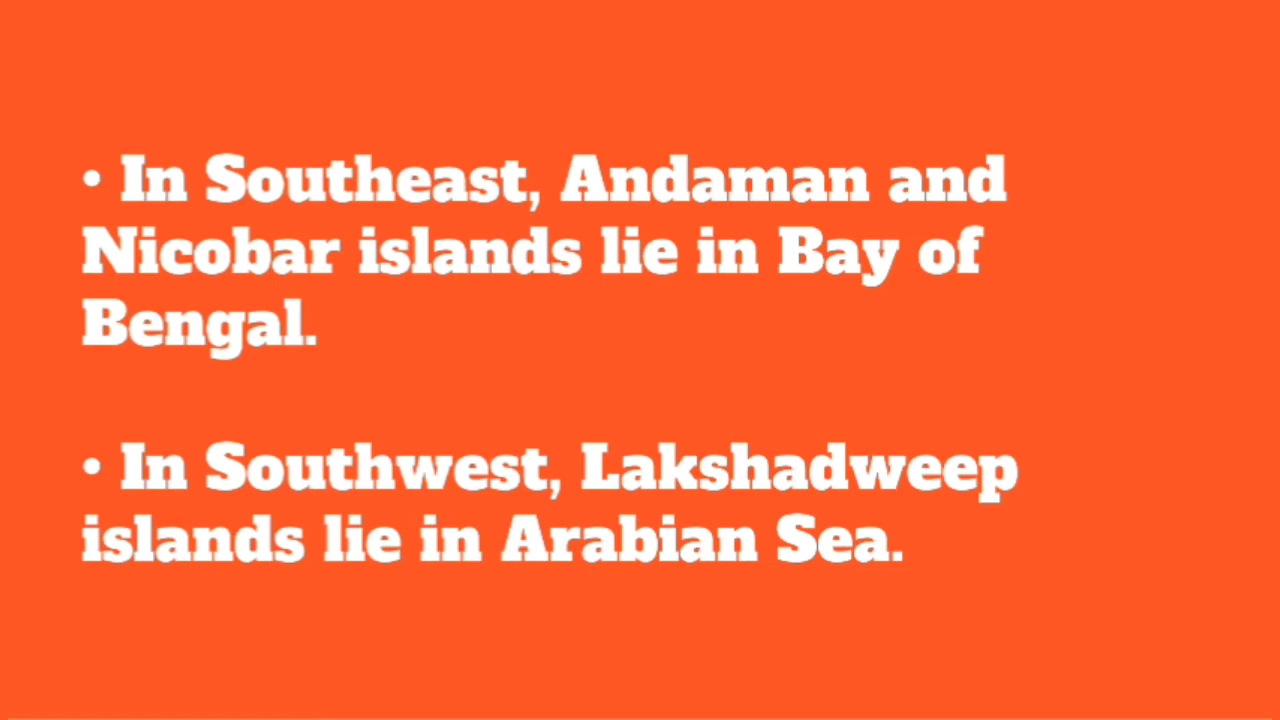 • In Southeast, Andaman and
Nicobar islands lie in Bay of
Bengal.
• In Southwest, Lakshadweep
islands lie in Arabian Sea.